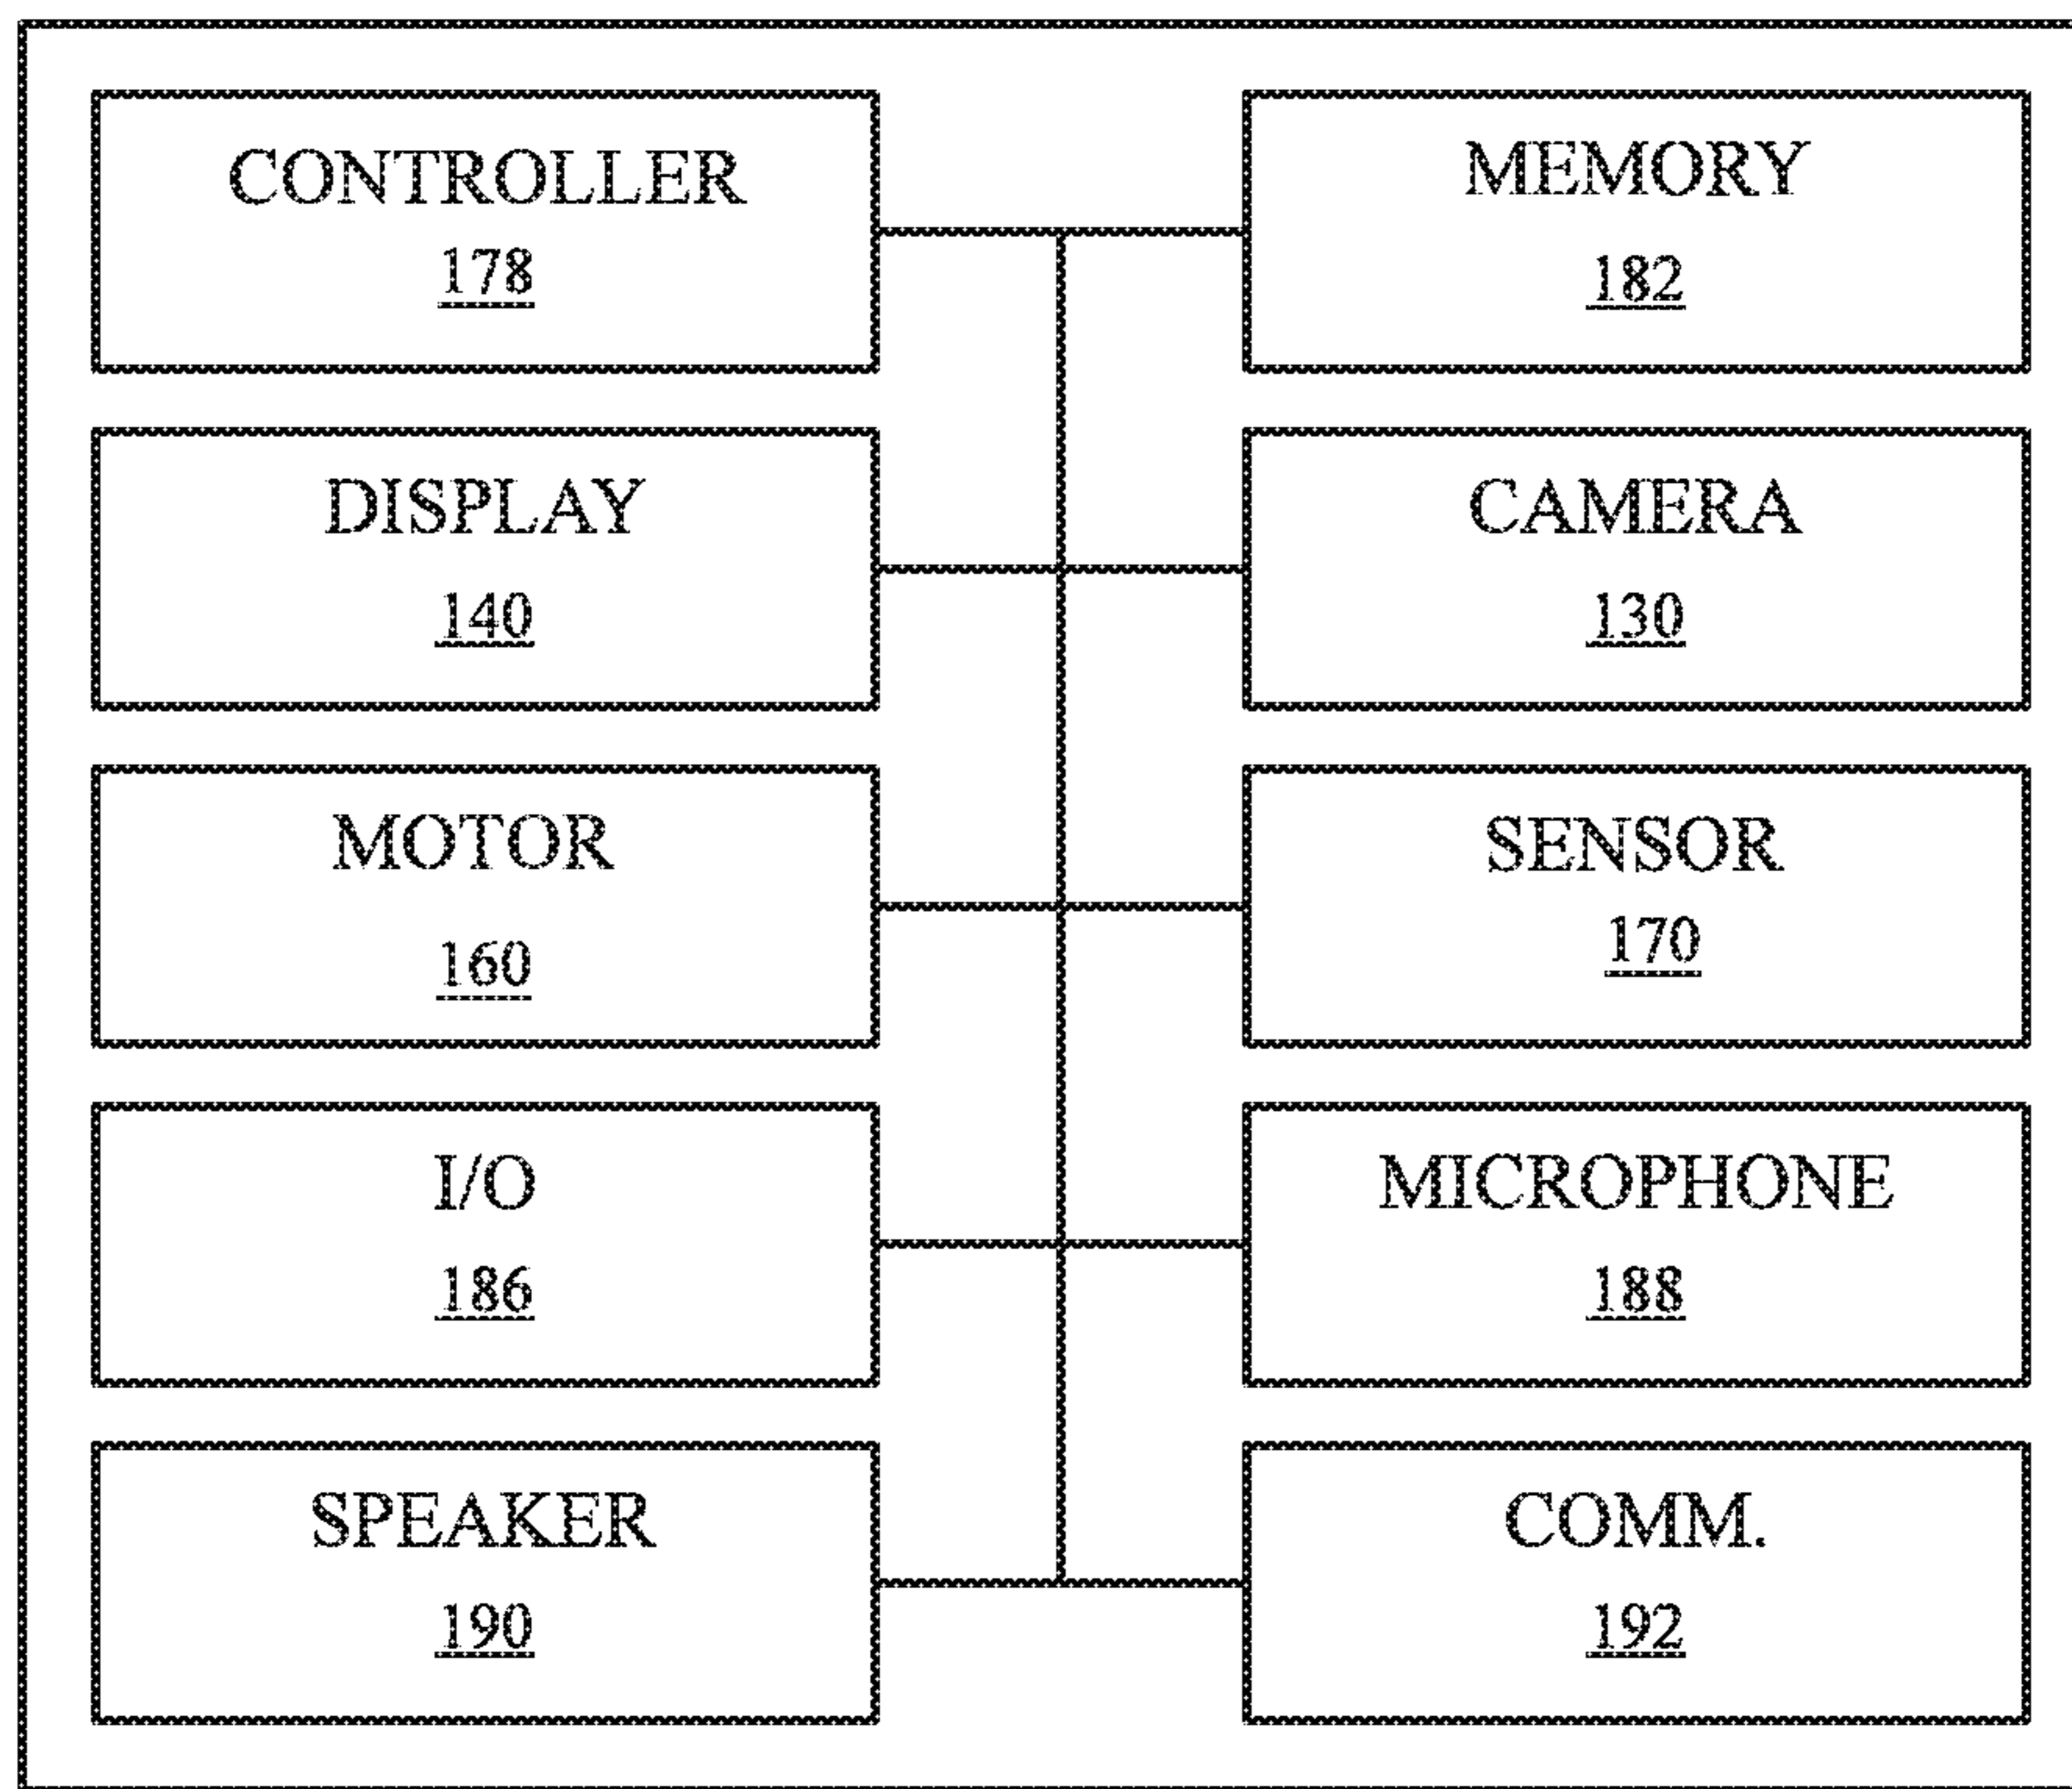 CONTROLLER
178
MEMORY
182
DISPLAY
140
CAMERA
130
MOTOR
160
SENSOR
170
I/O
186
MICROPHONE
188
SPEAKER
190
COMM.
192